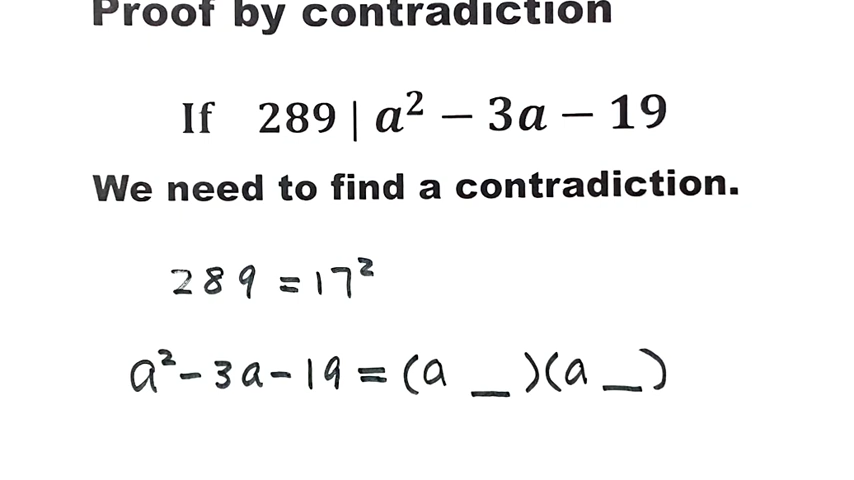 Proof by contradiction
If 289 | a² − 3a − 19
We need to find a contradiction.
289 = 17²
a² - 3a - 19 = (a _ )(a _ )